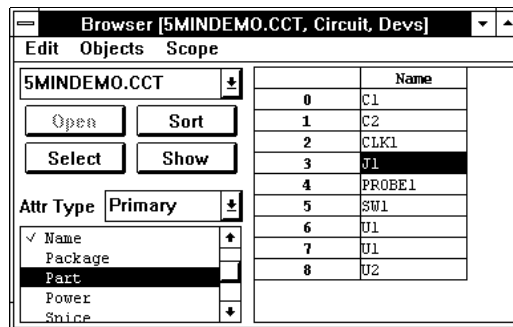 Browser [5MINDEMO.CCT, Circuit, Devs]
Edit Objects Scope
5MINDEMO.CCT
Open Sort
Select Show
Attr Type Primary
✓ Name
Package
Part
Power
Spice
Name
0 C1
1 C2
2 CLK1
3 J1
4 PROBE1
5 SW1
6 U1
7 U1
8 U2